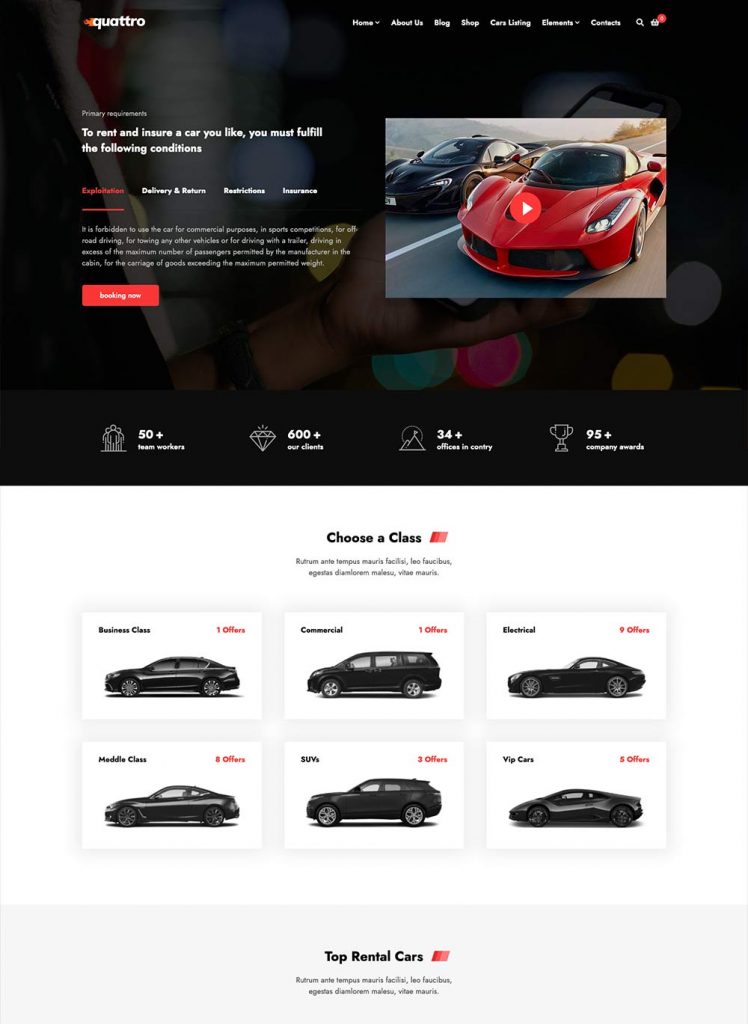 quattro
Home About Us Blog Shop Cars Listing Elements Contacts
6
Primary requirements
To rent and insure a car you like, you must fulfill
the following conditions
Exploitation Delivery & Return Restrictions Insurance
It is forbidden to use the car for commercial purposes, in sports competitions, for off-
road driving, for towing any other vehicles or for driving with a trailer, driving in
excess of the maximum number of passengers permitted by the manufacturer in the
cabin, for the carriage of goods exceeding the maximum permitted weight.
booking now
50 +
team workers
600 +
our clients
34 +
offices in contry
95 +
company awards
Choose a Class
Rutrum ante tempus mauris facilisi, leo faucibus,
egestas diamlorem malesu, vitae mauris.
Business Class 1 Offers
Commercial 1 Offers
Electrical 9 Offers
Meddle Class 8 Offers
SUVs 3 Offers
Vip Cars 5 Offers
Top Rental Cars
Rutrum ante tempus mauris facilisi, leo faucibus,
egestas diamlorem malesu, vitae mauris.